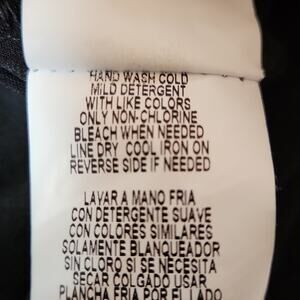 HAND WASH COLD
MILD DETERGENT
WITH LIKE COLORS
ONLY NON-CHLORINE
BLEACH WHEN NEEDED
LINE DRY COOL IRON ON
REVERSE SIDE IF NEEDED
LAVAR A MANO FRIA
CON DETERGENTE SUAVE
CON COLORES SIMILARES
SOLAMENTE BLANQUEADOR
SIN CLORO SI SE NECESITA
SECAR COLGADO USAR
PLANCHA FRIA POR EL LADO